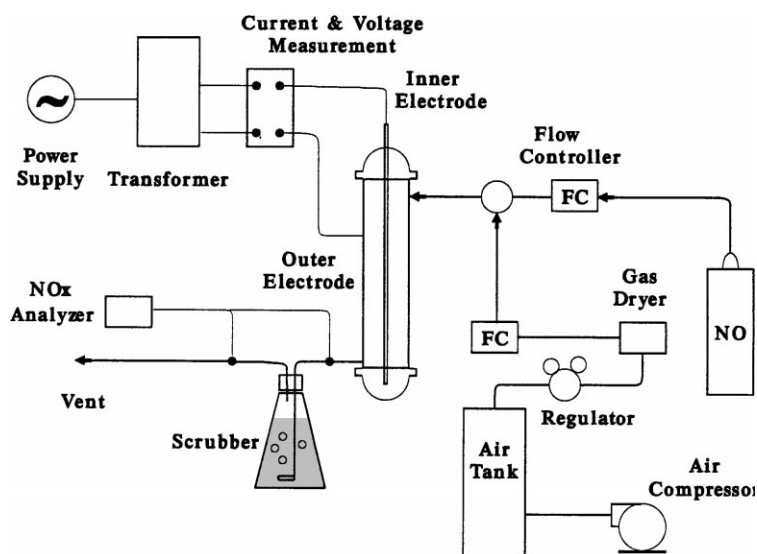 Current & Voltage
Measurement
Inner
Electrode
Power
Supply
Transformer
Flow
Controller
FC
Outer
Electrode
NOx
Analyzer
Gas
Dryer
FC
NO
Vent
Regulator
Scrubber
Air
Tank
Air
Compressor